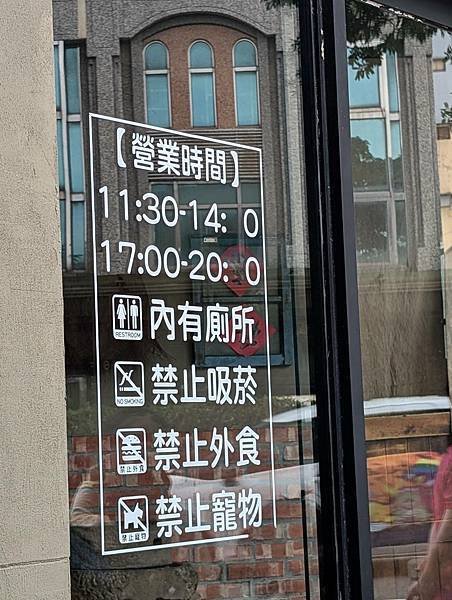 【營業時間】
11:30-14: 0
17:00-20: 0
RESTROOM
內有廁所
NO SMOKING
禁止吸菸
禁止外食
禁止外食
禁止寵物
禁止寵物